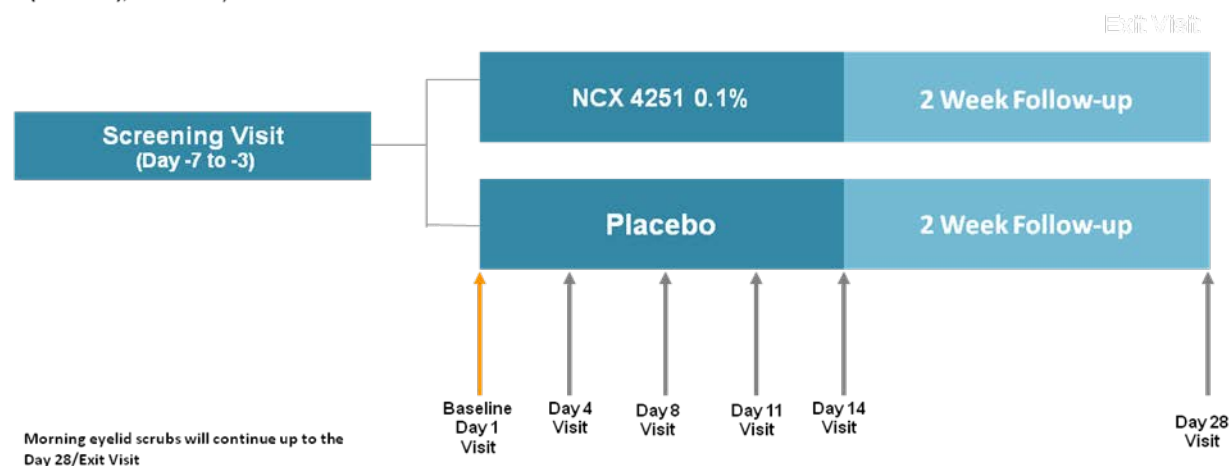 Exit Visit
NCX 4251 0.1%
2 Week Follow-up
Screening Visit
(Day -7 to -3)
Placebo
2 Week Follow-up
Baseline
Day 1
Visit
Day 4
Visit
Day 8
Visit
Day 11
Visit
Day 14
Visit
Day 28
Visit
Morning eyelid scrubs will continue up to the
Day 28/Exit Visit